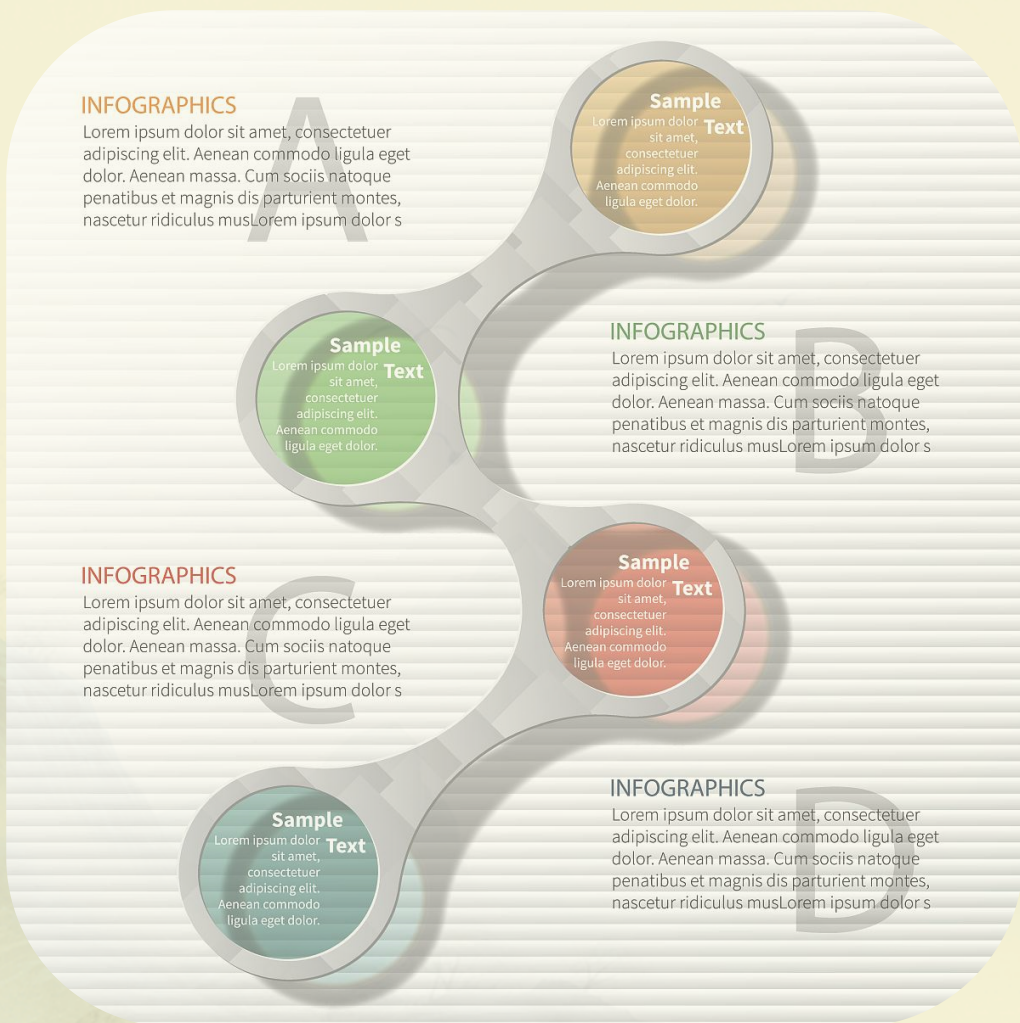 INFOGRAPHICS
Lorem ipsum dolor sit amet, consectetuer
adipiscing elit. Aenean commodo ligula eget
dolor. Aenean massa. Cum sociis natoque
penatibus et magnis dis parturient montes,
nascetur ridiculus musLorem ipsum dolor s
A
Sample
Text
Lorem ipsum dolor
sit amet,
consectetuer
adipiscing elit.
Aenean commodo
ligula eget dolor.
Sample
Text
Lorem ipsum dolor
sit amet,
consectetuer
adipiscing elit.
Aenean commodo
ligula eget dolor.
INFOGRAPHICS
Lorem ipsum dolor sit amet, consectetuer
adipiscing elit. Aenean commodo ligula eget
dolor. Aenean massa. Cum sociis natoque
penatibus et magnis dis parturient montes,
nascetur ridiculus musLorem ipsum dolor s
B
INFOGRAPHICS
Lorem ipsum dolor sit amet, consectetuer
adipiscing elit. Aenean commodo ligula eget
dolor. Aenean massa. Cum sociis natoque
penatibus et magnis dis parturient montes,
nascetur ridiculus musLorem ipsum dolor s
C
Sample
Text
Lorem ipsum dolor
sit amet,
consectetuer
adipiscing elit.
Aenean commodo
ligula eget dolor.
Sample
Text
Lorem ipsum dolor
sit amet,
consectetuer
adipiscing elit.
Aenean commodo
ligula eget dolor.
INFOGRAPHICS
Lorem ipsum dolor sit amet, consectetuer
adipiscing elit. Aenean commodo ligula eget
dolor. Aenean massa. Cum sociis natoque
penatibus et magnis dis parturient montes,
nascetur ridiculus musLorem ipsum dolor s
D